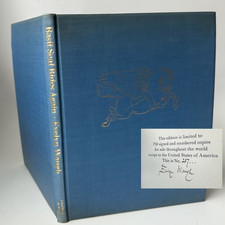 Basil Seal Rides Again · Evelyn Waugh
This edition is limited to
750 signed and numbered copies
for sale throughout the world
except in the United States of America
This is No. 257
Evelyn Waugh